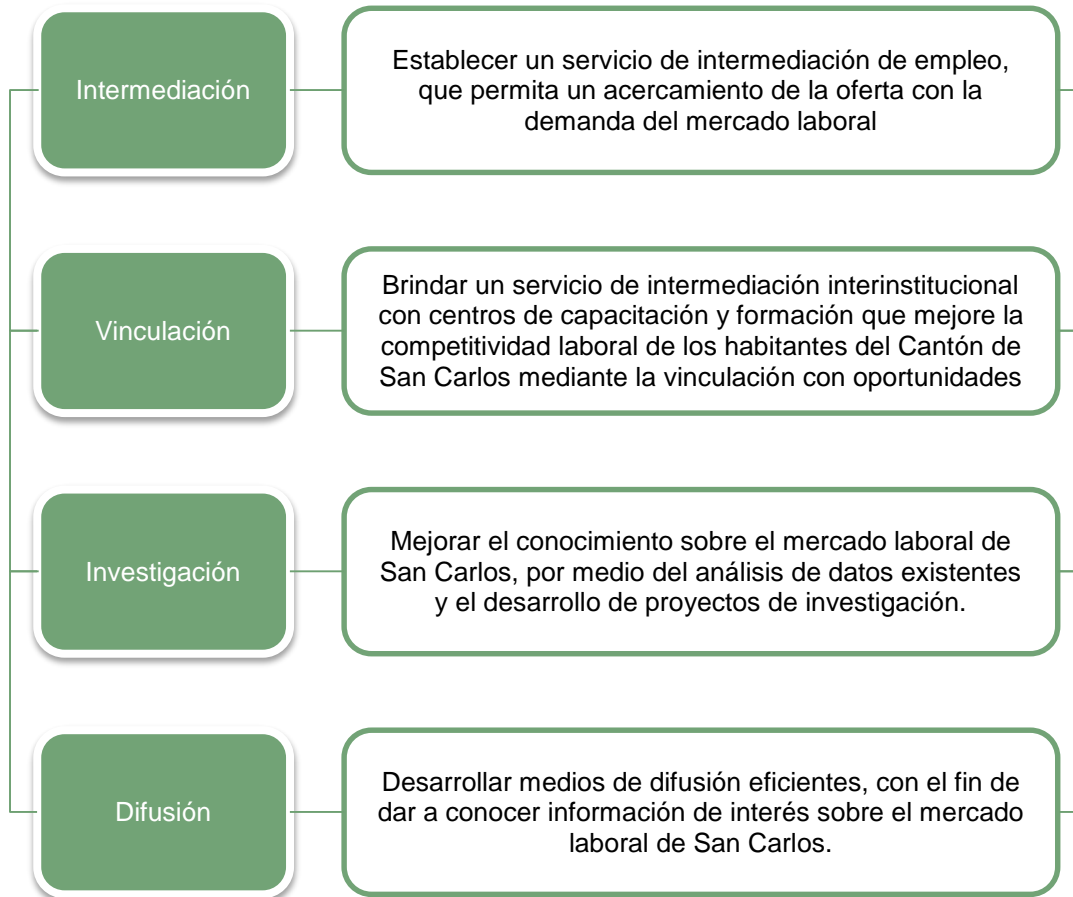 Intermediación
Establecer un servicio de intermediación de empleo,
que permita un acercamiento de la oferta con la
demanda del mercado laboral
Vinculación
Brindar un servicio de intermediación interinstitucional
con centros de capacitación y formación que mejore la
competitividad laboral de los habitantes del Cantón de
San Carlos mediante la vinculación con oportunidades
Investigación
Mejorar el conocimiento sobre el mercado laboral de
San Carlos, por medio del análisis de datos existentes
y el desarrollo de proyectos de investigación.
Difusión
Desarrollar medios de difusión eficientes, con el fin de
dar a conocer información de interés sobre el mercado
laboral de San Carlos.